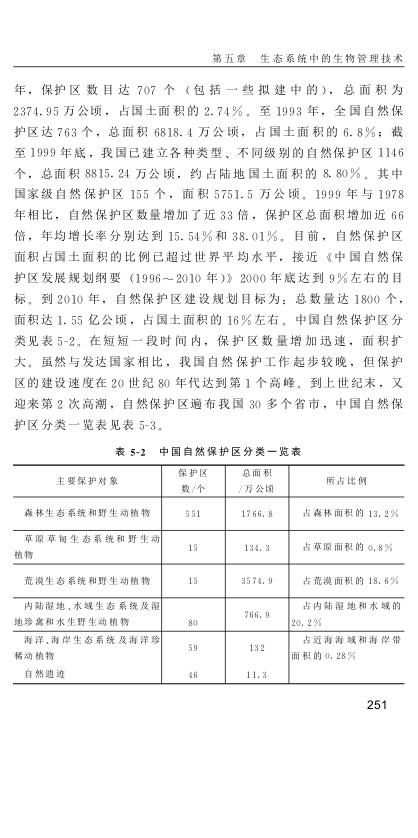 第五章 生态系统中的生物管理技术
年，保护区数目达 707 个（包括一些拟建中的），总面积为
2374.95 万公顷，占国土面积的 2.74％。至 1993 年，全国自然保
护区达 763 个，总面积 6818.4 万公顷，占国土面积的 6.8％；截
至 1999 年底，我国已建立各种类型、不同级别的自然保护区 1146
个，总面积 8815.24 万公顷，约占陆地国土面积的 8.80％。其中
国家级自然保护区 155 个，面积 5751.5 万公顷。1999 年与 1978
年相比，自然保护区数量增加了近 33 倍，保护区总面积增加近 66
倍，年均增长率分别达到 15.54％和 38.01％。目前，自然保护区
面积占国土面积的比例已超过世界平均水平，接近《中国自然保
护区发展规划纲要（1996～2010 年）》2000 年底达到 9％左右的目
标。到 2010 年，自然保护区建设规划目标为：总数量达 1800 个，
面积达 1.55 亿公顷，占国土面积的 16％左右。中国自然保护区分
类见表 5-2。在短短一段时间内，保护区数量增加迅速，面积扩
大。虽然与发达国家相比，我国自然保护工作起步较晚，但保护
区的建设速度在 20 世纪 80 年代达到第 1 个高峰。到上世纪末，又
迎来第 2 次高潮，自然保护区遍布我国 30 多个省市，中国自然保
护区分类一览表见表 5-3。
表 5-2 中国自然保护区分类一览表
主要保护对象 保护区 总面积 所占比例
数/个 /万公顷
森林生态系统和野生动植物 551 1766.8 占森林面积的 13.2％
草原草甸生态系统和野生动
植物 15 134.3 占草原面积的 0.8％
荒漠生态系统和野生动植物 15 3574.9 占荒漠面积的 18.6％
内陆湿地、水域生态系统及湿 766.9 占内陆湿地和水域的
地珍禽和水生野生动植物 80 20.2％
海洋、海岸生态系统及海洋珍 59 132 占近海海域和海岸带
稀动植物 面积的 0.28％
自然遗迹 46 11.3
251